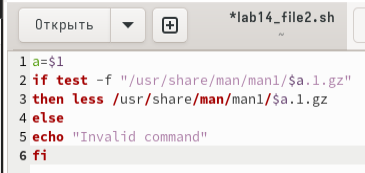 Открыть
*lab14_file2.sh
~
1 a=$1
2 if test -f "/usr/share/man/man1/$a.1.gz"
3 then less /usr/share/man/man1/$a.1.gz
4 else
5 echo "Invalid command"
6 fi